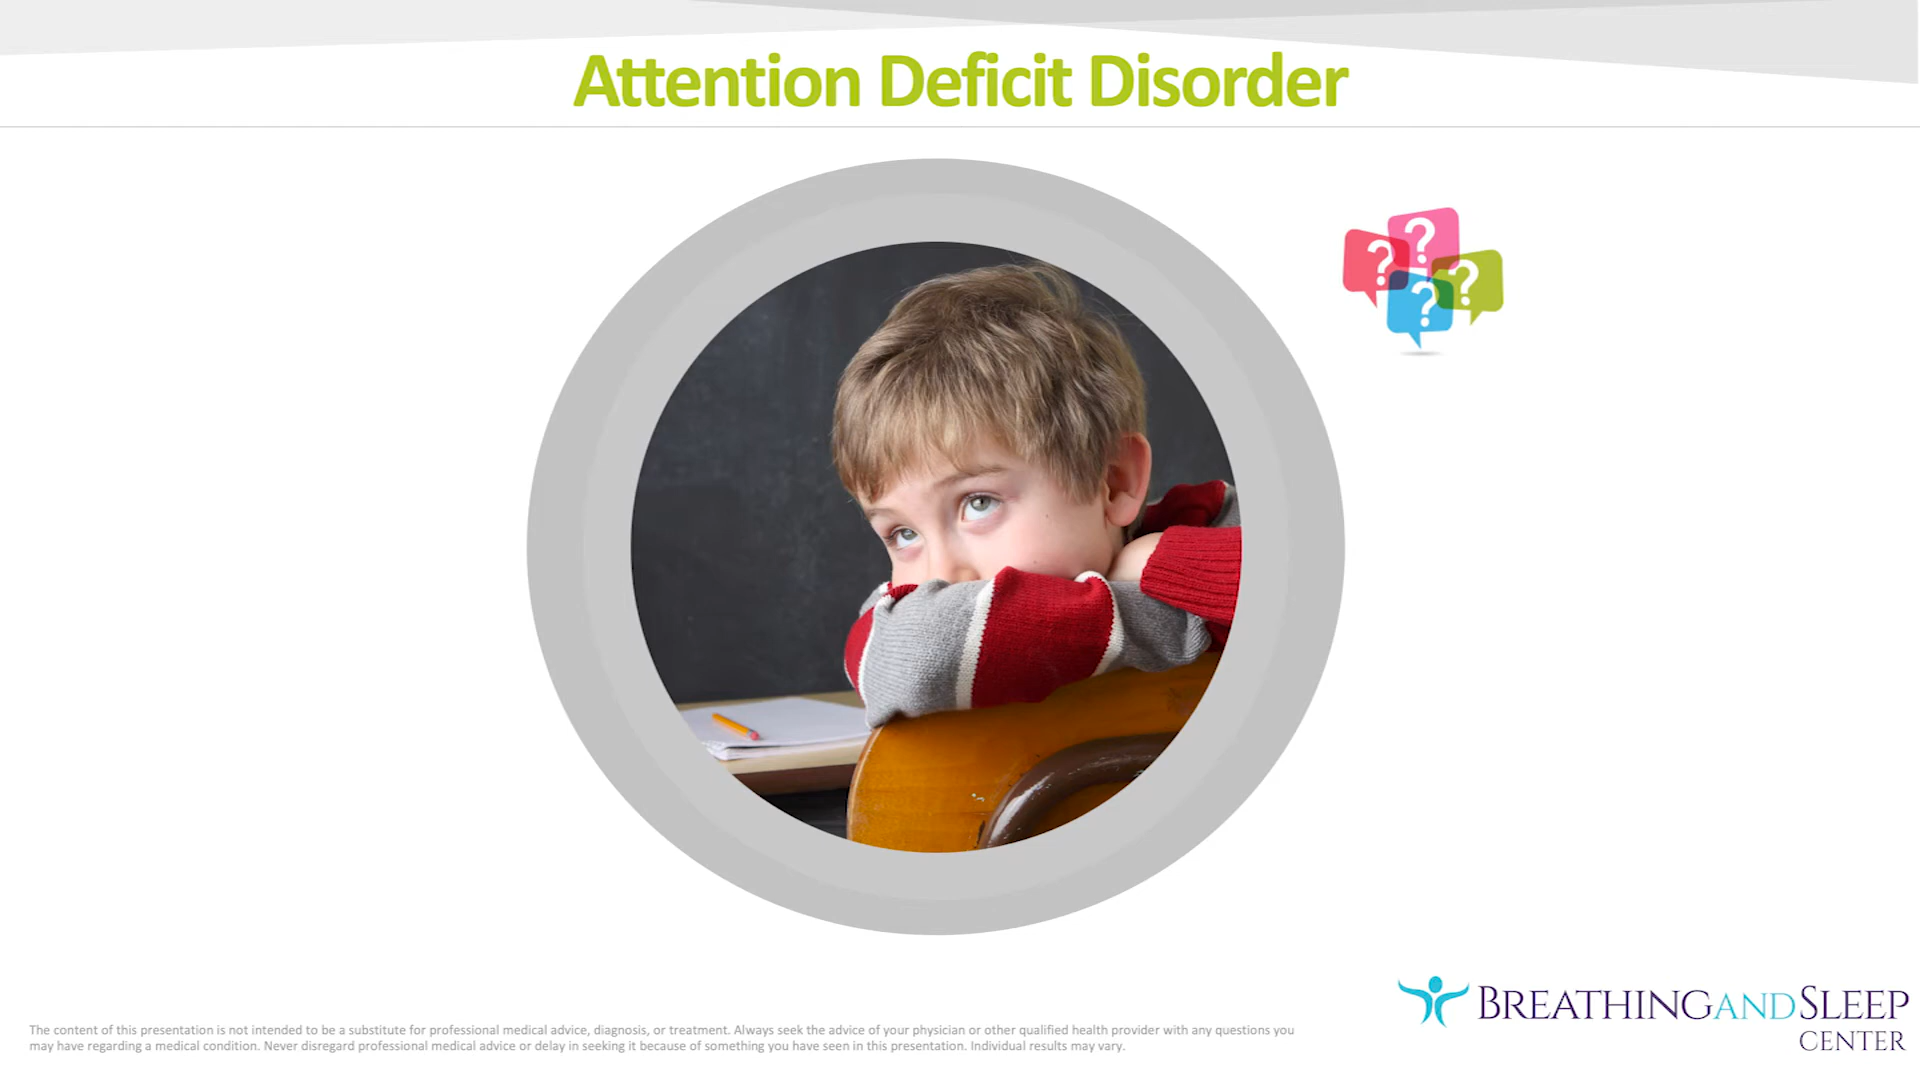 Attention Deficit Disorder
? ? ? ?
The content of this presentation is not intended to be a substitute for professional medical advice, diagnosis, or treatment. Always seek the advice of your physician or other qualified health provider with any questions you
may have regarding a medical condition. Never disregard professional medical advice or delay in seeking it because of something you have seen in this presentation. Individual results may vary.
BREATHINGANDSLEEP
CENTER